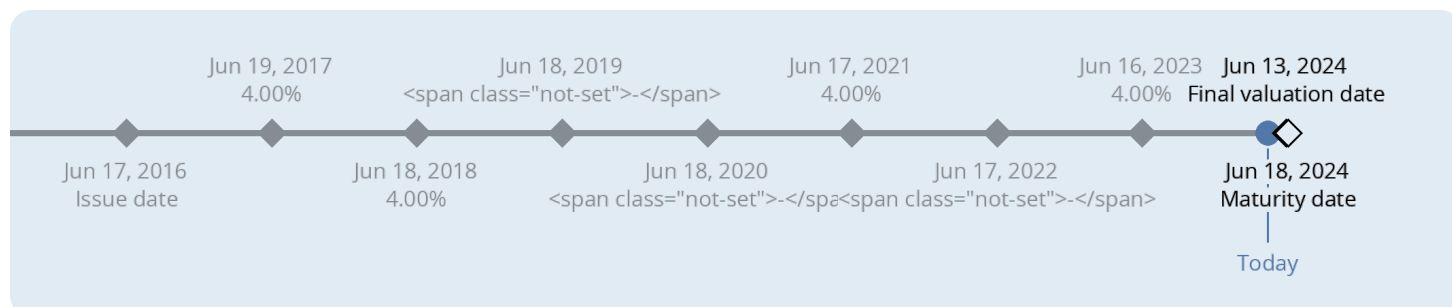 Jun 19, 2017
4.00%
Jun 18, 2019
<span class="not-set">-</span>
Jun 17, 2021
4.00%
Jun 16, 2023
4.00%
Jun 13, 2024
Final valuation date
Jun 17, 2016
Issue date
Jun 18, 2018
4.00%
Jun 18, 2020
<span class="not-set">-</spa
Jun 17, 2022
<span class="not-set">-</span>
Jun 18, 2024
Maturity date
Today